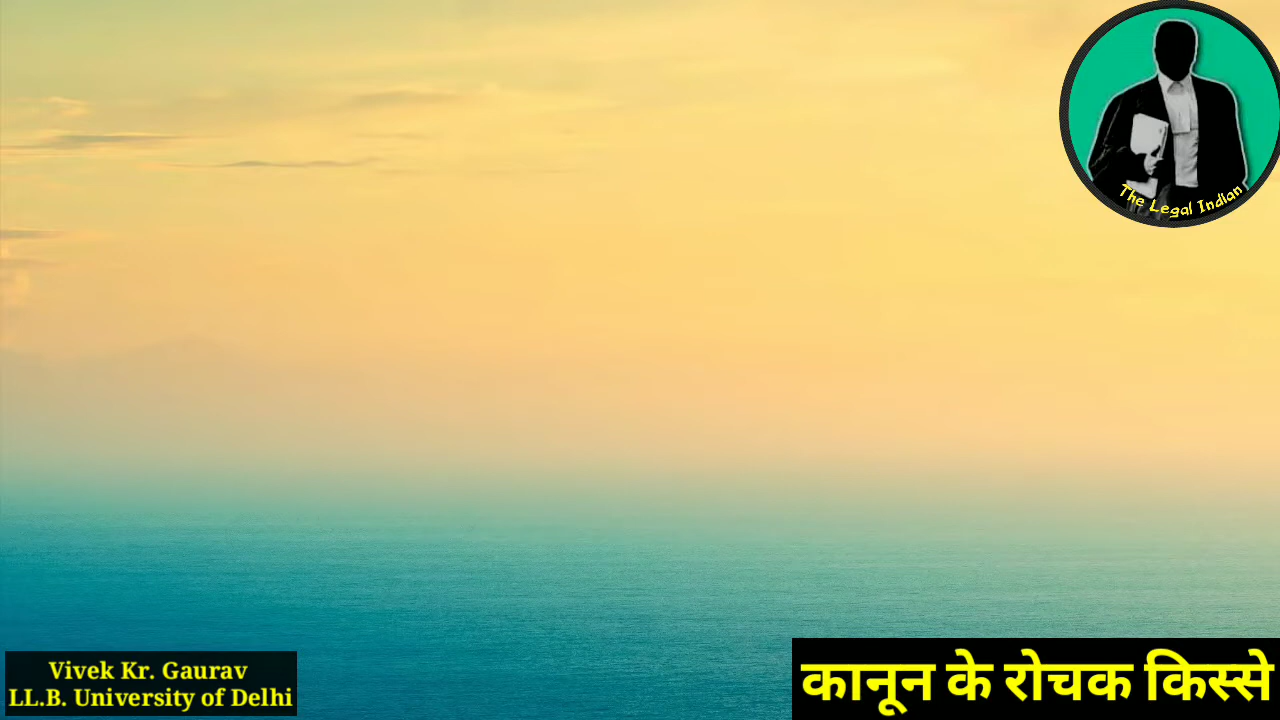 The Legal Indian
Vivek Kr. Gaurav
LL.B. University of Delhi
कानून के रोचक किस्से